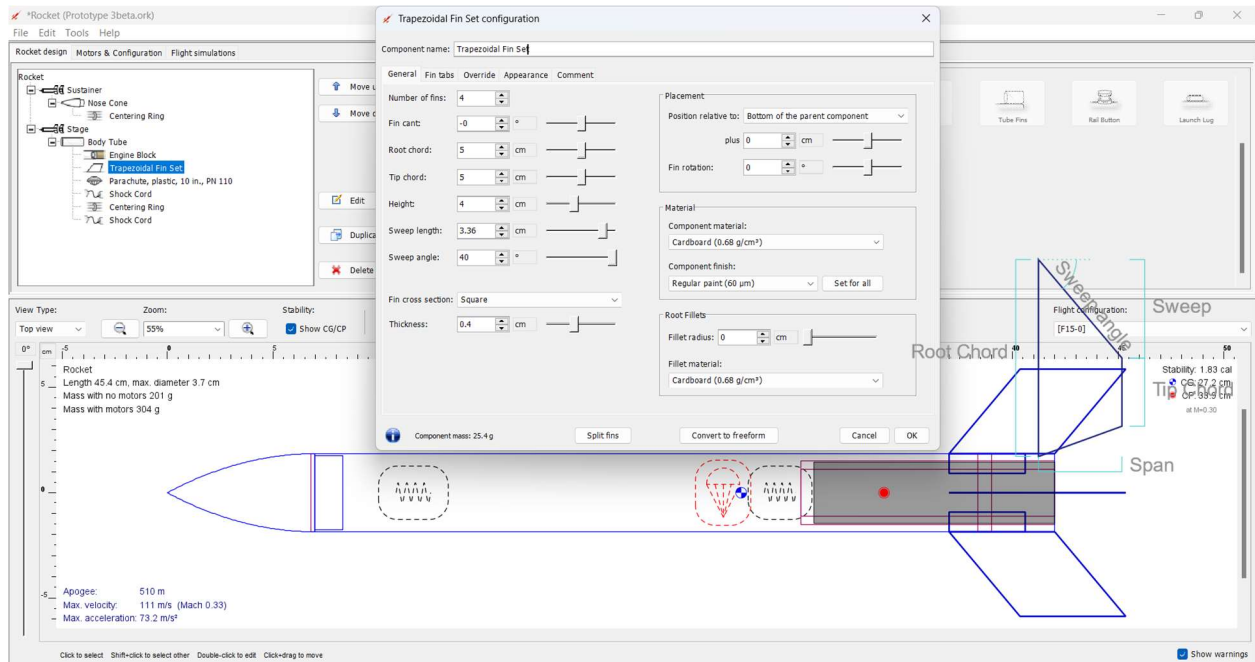 *Rocket (Prototype 3beta.ork)
File Edit Tools Help
Rocket design Motors & Configuration Flight simulations
Rocket
Sustainer
Nose Cone
Centering Ring
Stage
Body Tube
Engine Block
Trapezoidal Fin Set
Parachute, plastic, 10 in., PN 110
Shock Cord
Centering Ring
Shock Cord
Move
Move
Edit
Delete
Trapezoidal Fin Set configuration
Component name: Trapezoidal Fin Set
General Fin tabs Override Appearance Comment
Number of fins: 4
Fin cant: -0 °
Root chord: 5 cm
Tip chord: 5 cm
Height: 4 cm
Sweep length: 3.36 cm
Sweep angle: 40 °
Fin cross section: Square
Thickness: 0.4 cm
Placement
Position relative to: Bottom of the parent component
plus 0 cm
Fin rotation: 0 °
Material
Component material:
Cardboard (0.68 g/cm³)
Component finish:
Regular paint (60 µm) Set for all
Root Fillets
Fillet radius: 0 cm
Fillet material:
Cardboard (0.68 g/cm³)
Component mass: 25.4 g Split fins Convert to freeform Cancel OK
Tube Fins Rail Button Launch Lug
View Type: Zoom: Stability:
Top view 55% Show CG/CP
Flight configuration:
[F15-0]
Sweep
Sweep angle
Root Chord
Tip Chord
Span
0°
cm -5 0 5 40 45 50
5
0
-5
Rocket
Length 45.4 cm, max. diameter 3.7 cm
Mass with no motors 201 g
Mass with motors 304 g
Stability: 1.83 cal
CG: 27.2 cm
CP: 33.9 cm
at M=0.30
Apogee: 510 m
Max. velocity: 111 m/s (Mach 0.33)
Max. acceleration: 73.2 m/s²
Click to select Shift+click to select other Double-click to edit Click+drag to move
Show warnings